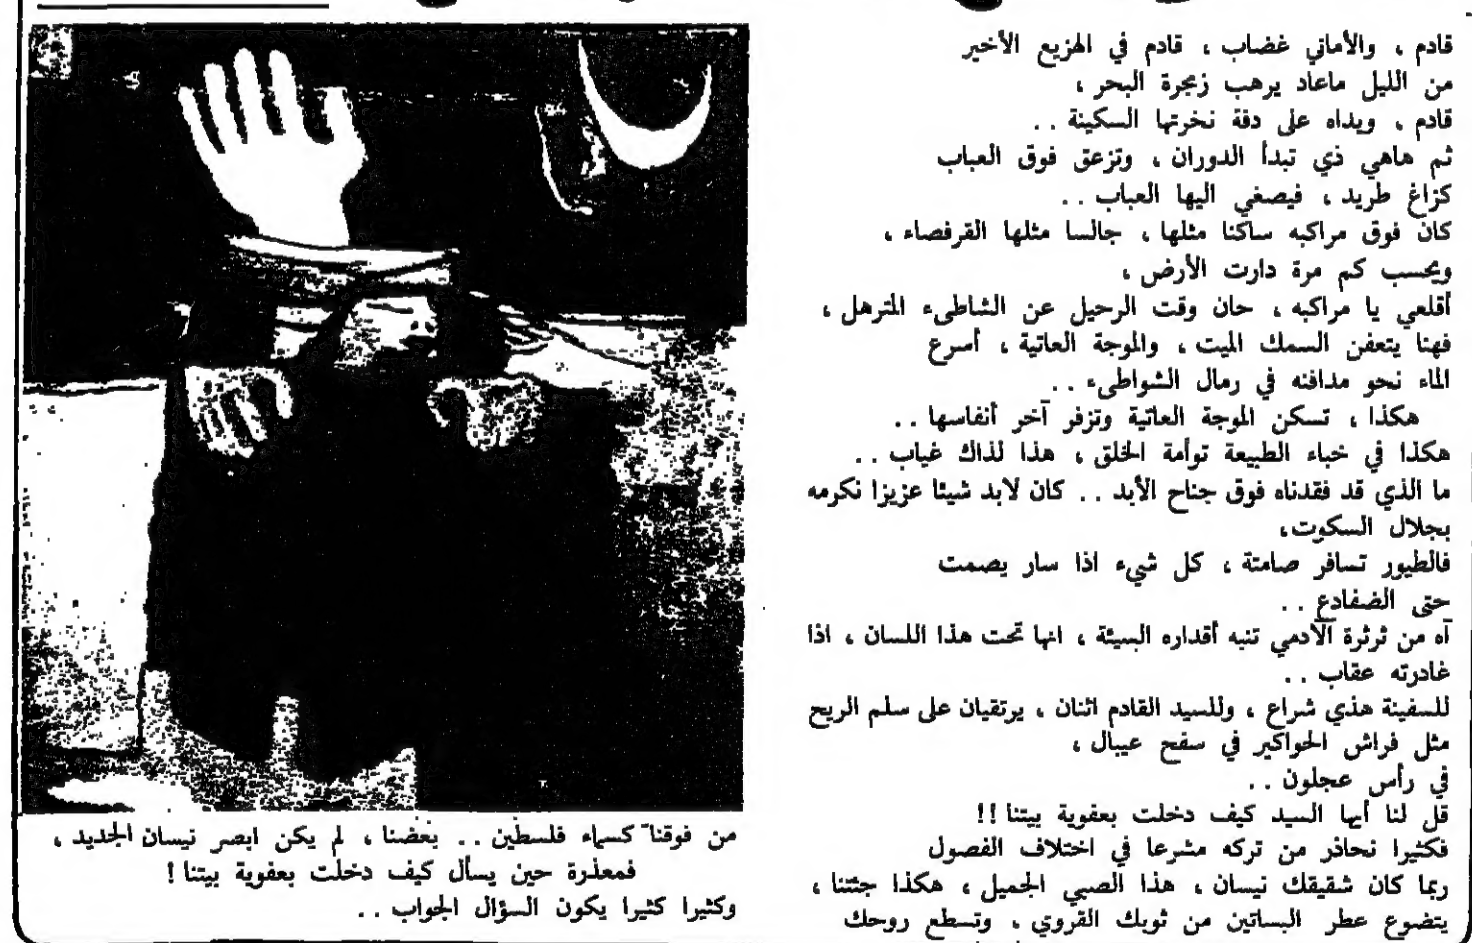 قادم ، والأماني غضاب ، قادم في الهزيع الأخير
من الليل ماعاد يرهب زمجرة البحر ،
قادم ، ويداه على دفة نخرتها السكينة . .
ثم هاهي ذي تبدأ الدوران ، وتزعق فوق العباب
كزاغ طريد ، فيصغي اليها العباب . .
كان فوق مراكبه ساكنا مثلها ، جالسا مثلها القرفصاء ،
ويحسب كم مرة دارت الأرض ،
أقلعي يا مراكبه ، حان وقت الرحيل عن الشاطىء المترهل ،
فهنا يتعفن السمك الميت ، والموجة العاتية ، أسرع
الماء نحو مدافنه في رمال الشواطىء . .
هكذا ، تسكن الموجة العاتية وتزفر آخر أنفاسها . .
هكذا في خباء الطبيعة توأمة الخلق ، هذا لذاك غياب . .
ما الذي قد فقدناه فوق جناح الأبد . . كان لابد شيئا عزيزا نكرمه
بجلال السكوت،
فالطيور تسافر صامتة ، كل شيء اذا سار يصمت
حتى الضفادع . .
آه من ثرثرة الآدمي تنبه أقداره السيئة ، انها تحت هذا اللسان ، اذا
غادرته عقاب . .
للسفينة هذي شراع ، وللسيد القادم اثنان ، يرتقيان على سلم الريح
مثل فراش الحواكير في سفح عيبال ،
في رأس عجلون . .
قل لنا أيها السيد كيف دخلت بعفوية بيتنا !!
فكثيرا نحاذر من تركه مشرعا في اختلاف الفصول
ربما كان شقيقك نيسان ، هذا الصبي الجميل ، هكذا جئتنا ،
يتضوع عطر البساتين من ثوبك القروي ، وتسطع روحك
من فوقنا كسماء فلسطين . . بعضنا ، لم يكن ابصر نيسان الجديد ،
فمعذرة حين يسأل كيف دخلت بعفوية بيتنا !
وكثيرا كثيرا يكون السؤال الجواب . .